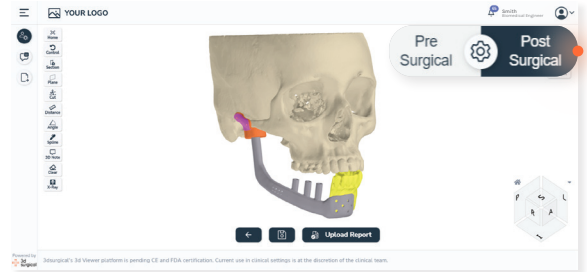 YOUR LOGO
Smith
Biomedical Engineer
Pre
Surgical
Post
Surgical
Home
Control
Section
Plane
Cut
Distance
Angle
Spline
3D Note
Clear
X-Ray
Upload Report
R
A
L
Powered by
3d
surgical
3dsurgical's 3d Viewer platform is pending CE and FDA certification. Current use in clinical settings is at the discretion of the clinical team.